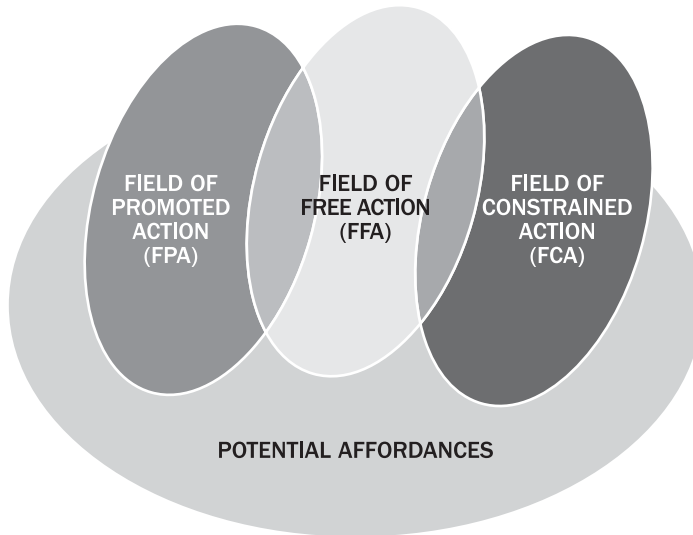 FIELD OF
PROMOTED
ACTION
(FPA)
FIELD OF
FREE ACTION
(FFA)
FIELD OF
CONSTRAINED
ACTION
(FCA)
POTENTIAL AFFORDANCES